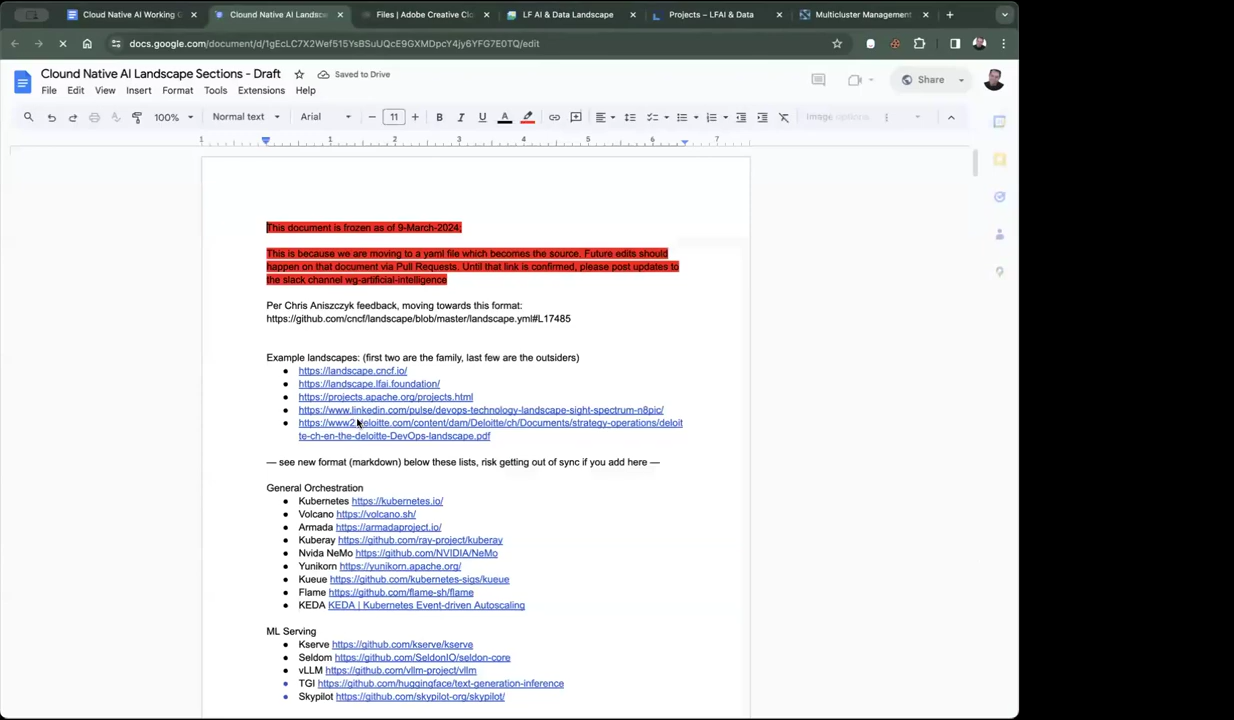 Cloud Native AI Working G
Clound Native AI Landsca
Files | Adobe Creative Clo
LF AI & Data Landscape
Projects – LFAI & Data
Multicluster Management
docs.google.com/document/d/1gEcLC7X2Wef515YsBSuUQcE9GXMDpcY4jy6YFG7E0TQ/edit
Clound Native AI Landscape Sections - Draft
Saved to Drive
Share
File Edit View Insert Format Tools Extensions Help
100% Normal text Arial 11 Image options
1 1 2 3 4 5 6 7
This document is frozen as of 9-March-2024;
This is because we are moving to a yaml file which becomes the source. Future edits should
happen on that document via Pull Requests. Until that link is confirmed, please post updates to
the slack channel wg-artificial-intelligence
Per Chris Aniszczyk feedback, moving towards this format:
https://github.com/cncf/landscape/blob/master/landscape.yml#L17485
Example landscapes: (first two are the family, last few are the outsiders)
https://landscape.cncf.io/
https://landscape.lfai.foundation/
https://projects.apache.org/projects.html
https://www.linkedin.com/pulse/devops-technology-landscape-sight-spectrum-n8pic/
https://www2.deloitte.com/content/dam/Deloitte/ch/Documents/strategy-operations/deloit
te-ch-en-the-deloitte-DevOps-landscape.pdf
— see new format (markdown) below these lists, risk getting out of sync if you add here —
General Orchestration
Kubernetes https://kubernetes.io/
Volcano https://volcano.sh/
Armada https://armadaproject.io/
Kuberay https://github.com/ray-project/kuberay
Nvida NeMo https://github.com/NVIDIA/NeMo
Yunikorn https://yunikorn.apache.org/
Kueue https://github.com/kubernetes-sigs/kueue
Flame https://github.com/flame-sh/flame
KEDA KEDA | Kubernetes Event-driven Autoscaling
ML Serving
Kserve https://github.com/kserve/kserve
Seldom https://github.com/SeldonIO/seldon-core
vLLM https://github.com/vllm-project/vllm
TGI https://github.com/huggingface/text-generation-inference
Skypilot https://github.com/skypilot-org/skypilot/